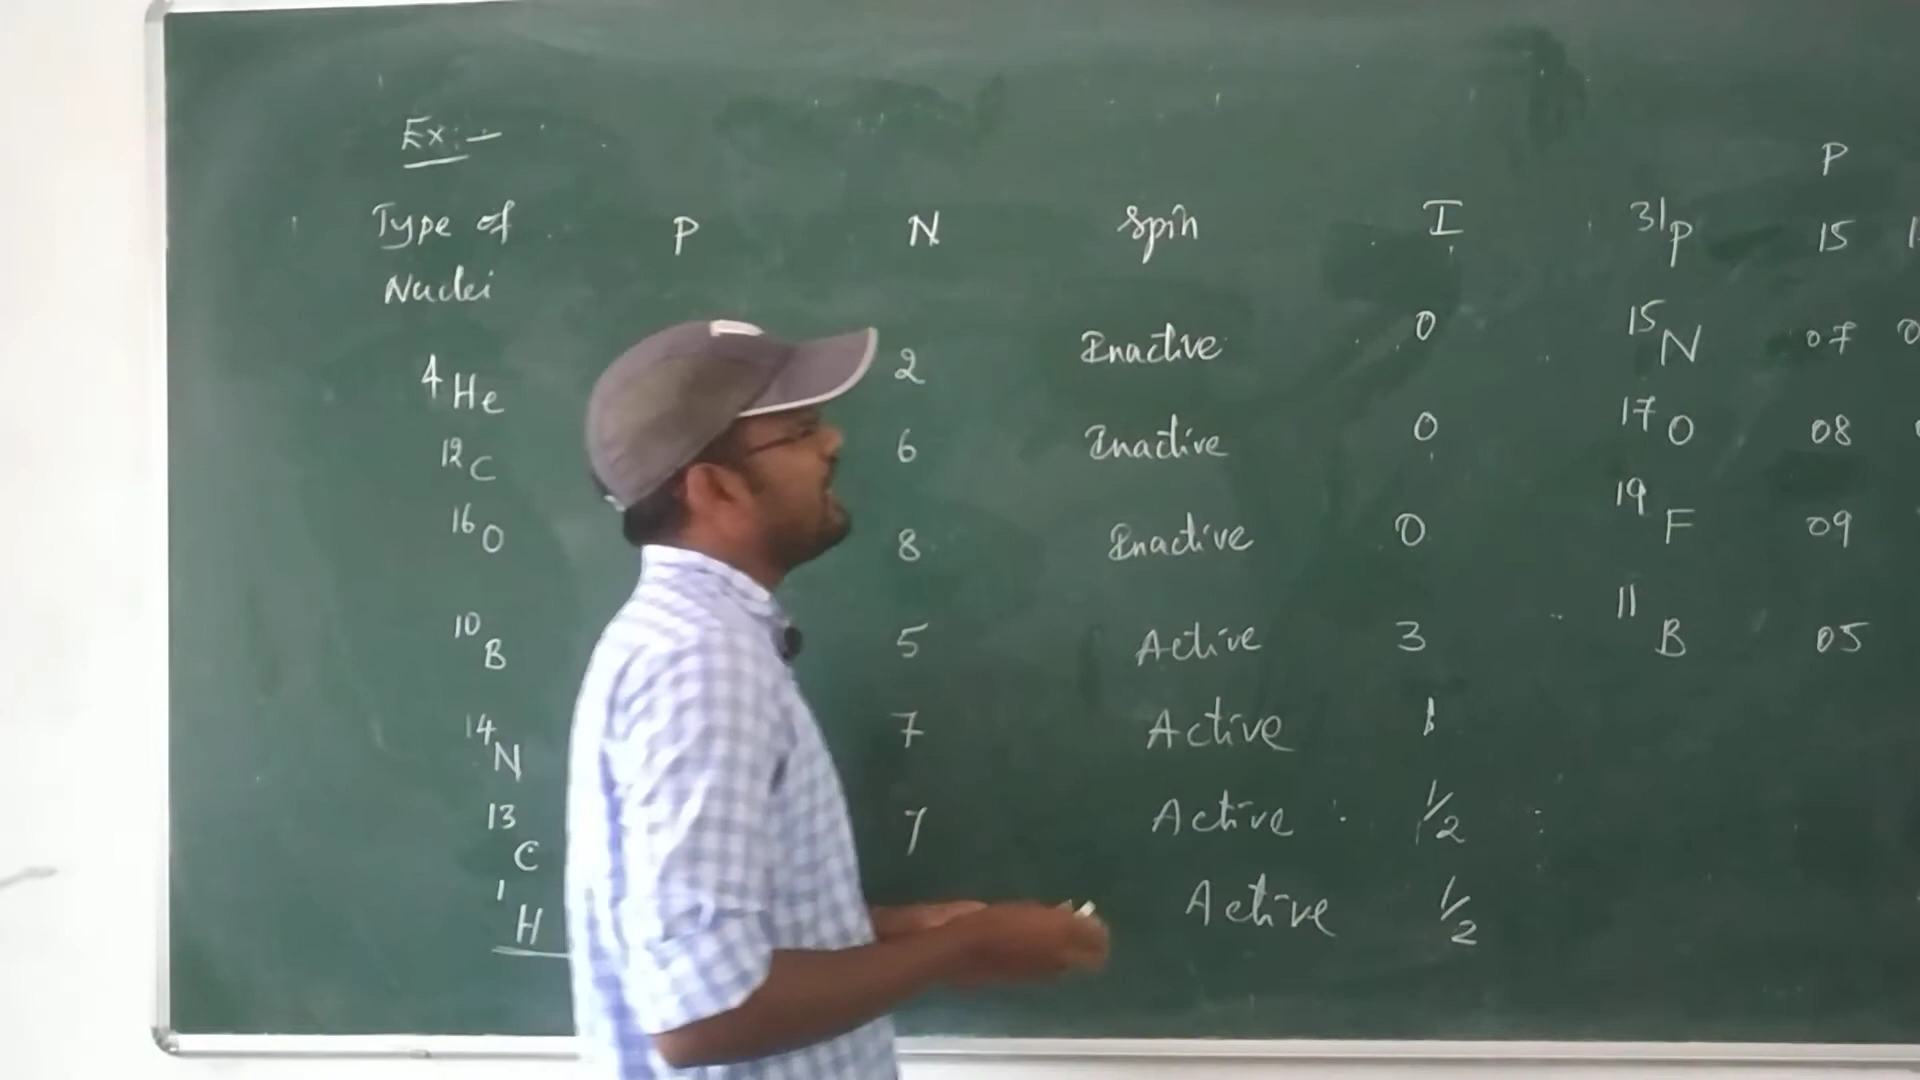 Ex:-
Type of Nuclei P N Spin I
4He 2 Inactive 0
12C 6 Inactive 0
16O 8 Inactive 0
10B 5 Active 3
14N 7 Active 1
13C 7 Active 1/2
1H Active 1/2
P
31P 15
15N 07
17O 08
19F 09
11B 05